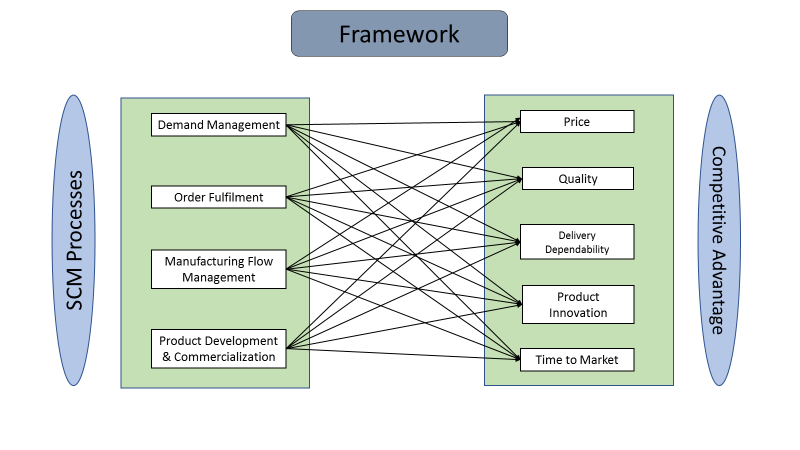 Framework
SCM Processes
Demand Management
Order Fulfilment
Manufacturing Flow
Management
Product Development
& Commercialization
Price
Quality
Delivery
Dependability
Product
Innovation
Time to Market
Competitive Advantage